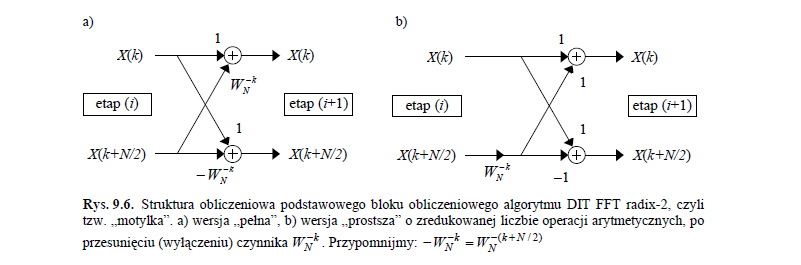 a)
b)
1
1
X(k)
X(k)
X(k)
X(k)
W_N^{-k}
1
etap (i)
etap (i+1)
etap (i)
etap (i+1)
1
1
X(k+N/2)
X(k+N/2)
X(k+N/2)
X(k+N/2)
−W_N^{-k}
W_N^{-k}
−1
Rys. 9.6. Struktura obliczeniowa podstawowego bloku obliczeniowego algorytmu DIT FFT radix-2, czyli
tzw. „motylka”. a) wersja „pełna”, b) wersja „prostsza” o zredukowanej liczbie operacji arytmetycznych, po
przesunięciu (wyłączeniu) czynnika W_N^{-k}. Przypomnijmy: −W_N^{-k} = W_N^{-(k+N/2)}